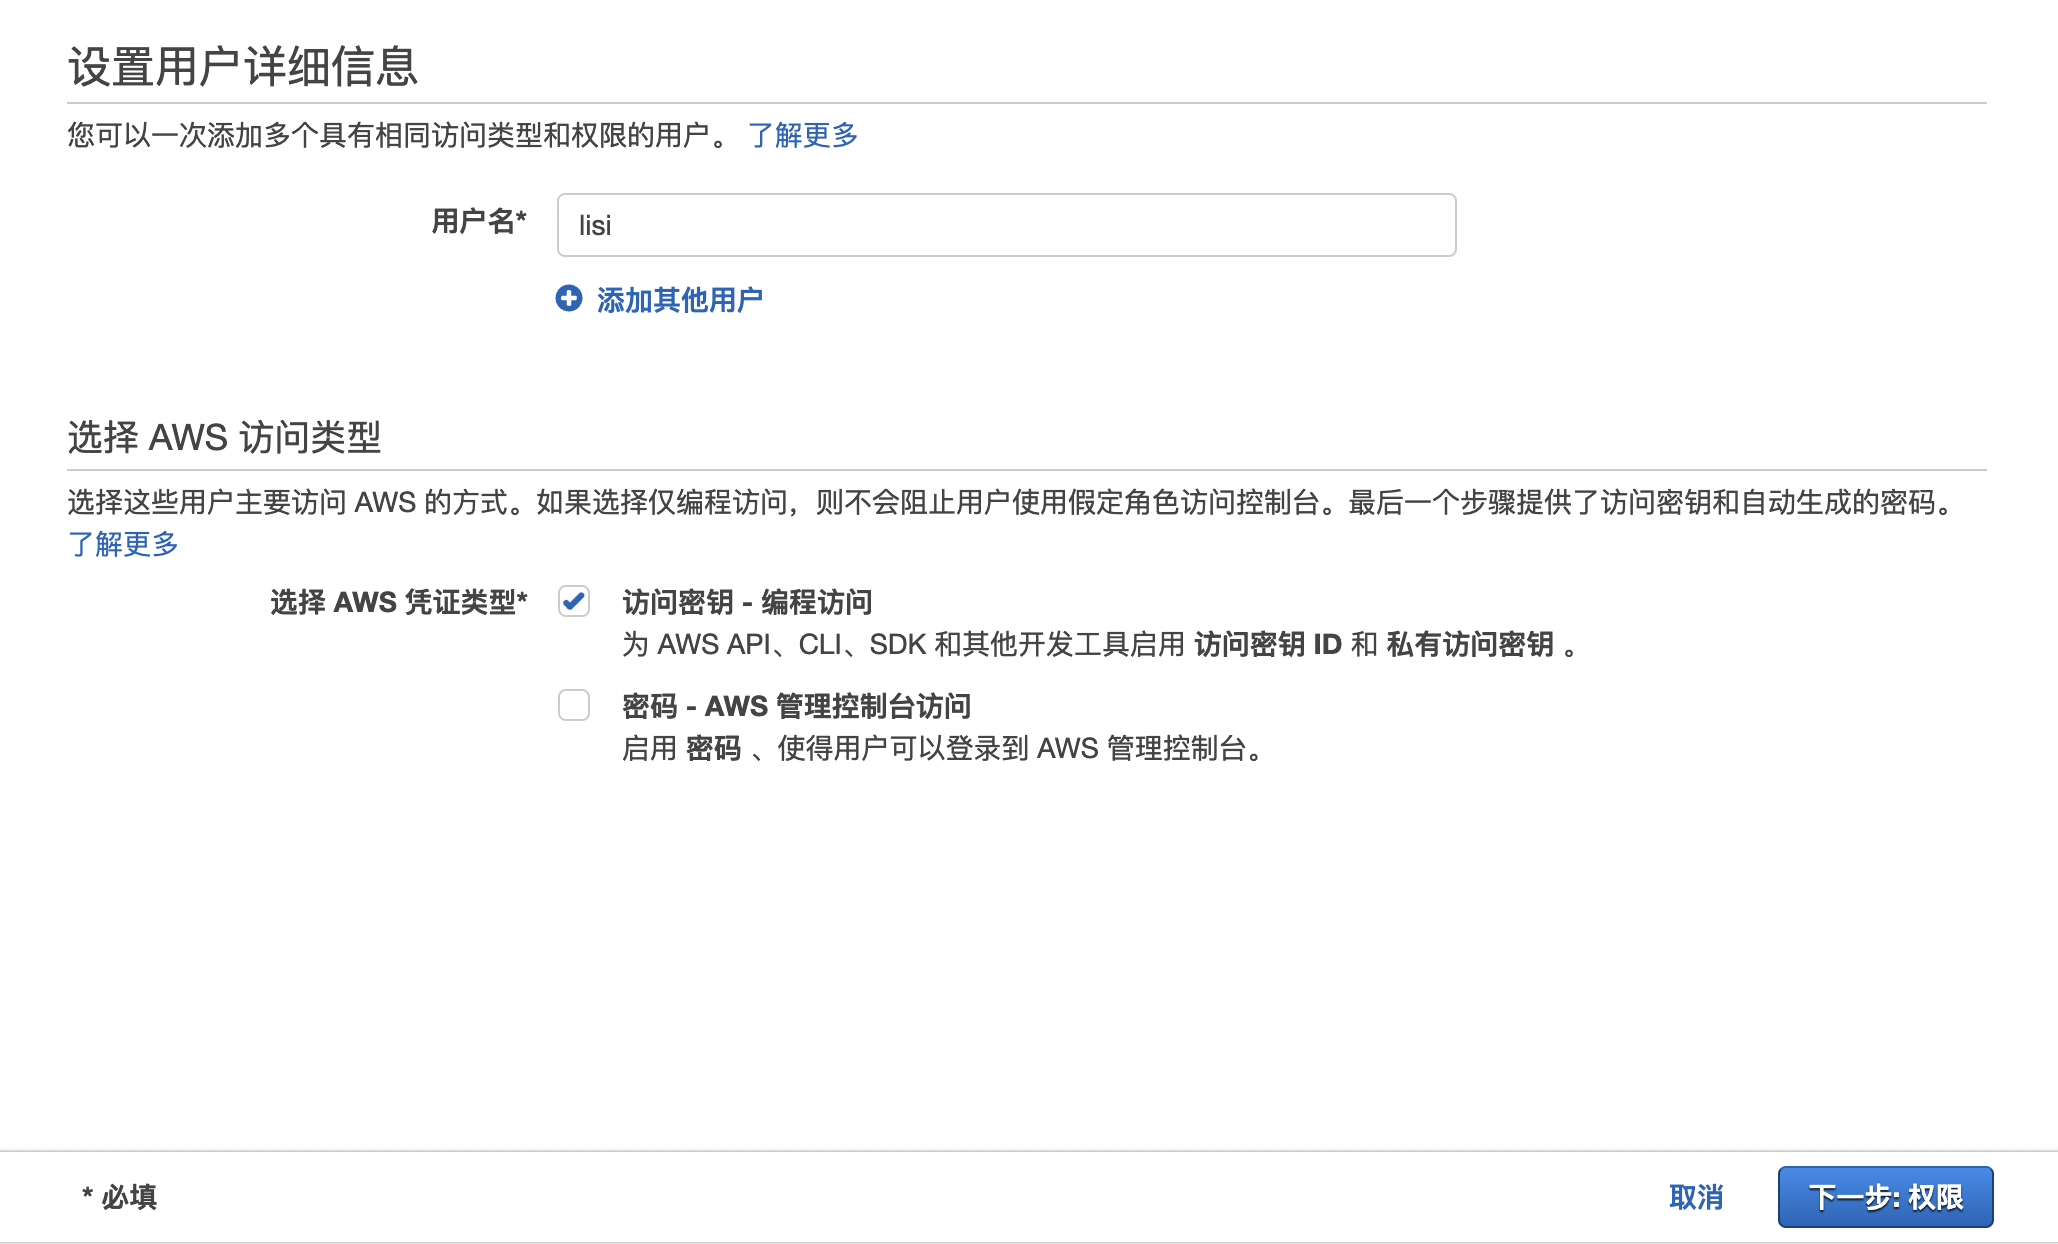 设置用户详细信息
您可以一次添加多个具有相同访问类型和权限的用户。 了解更多
用户名* lisi
添加其他用户
选择 AWS 访问类型
选择这些用户主要访问 AWS 的方式。如果选择仅编程访问，则不会阻止用户使用假定角色访问控制台。最后一个步骤提供了访问密钥和自动生成的密码。
了解更多
选择 AWS 凭证类型* 访问密钥 - 编程访问
为 AWS API、CLI、SDK 和其他开发工具启用 访问密钥 ID 和 私有访问密钥 。
密码 - AWS 管理控制台访问
启用 密码 、使得用户可以登录到 AWS 管理控制台。
* 必填 取消 下一步: 权限